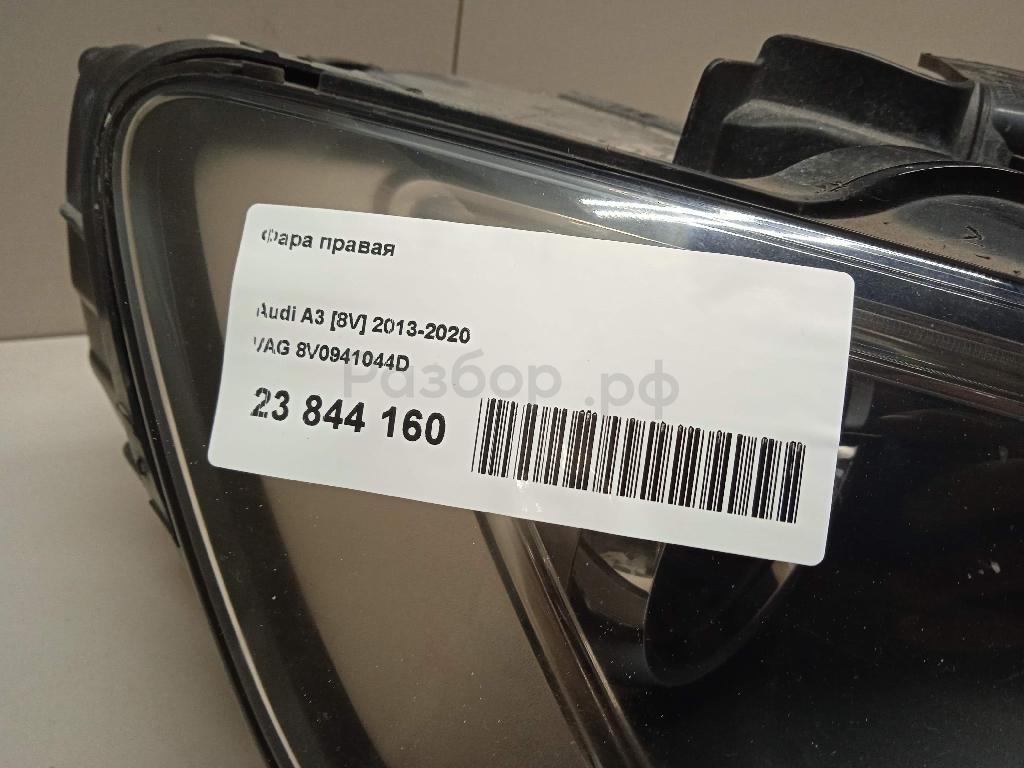 Фара правая
Audi A3 [8V] 2013-2020
VAG 8V0941044D
Разбор.рф
23 844 160